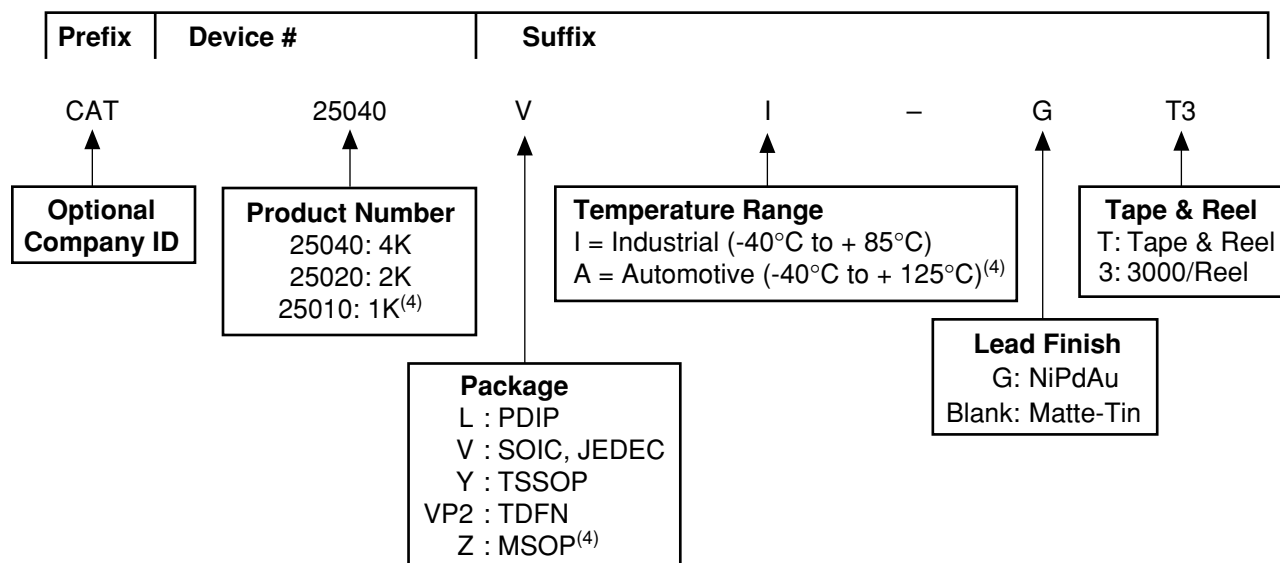 Prefix Device # Suffix
CAT 25040 V I – G T3
Optional
Company ID
Product Number
25040: 4K
25020: 2K
25010: 1K(4)
Temperature Range
I = Industrial (-40°C to + 85°C)
A = Automotive (-40°C to + 125°C)(4)
Tape & Reel
T: Tape & Reel
3: 3000/Reel
Lead Finish
G: NiPdAu
Blank: Matte-Tin
Package
L : PDIP
V : SOIC, JEDEC
Y : TSSOP
VP2 : TDFN
Z : MSOP(4)